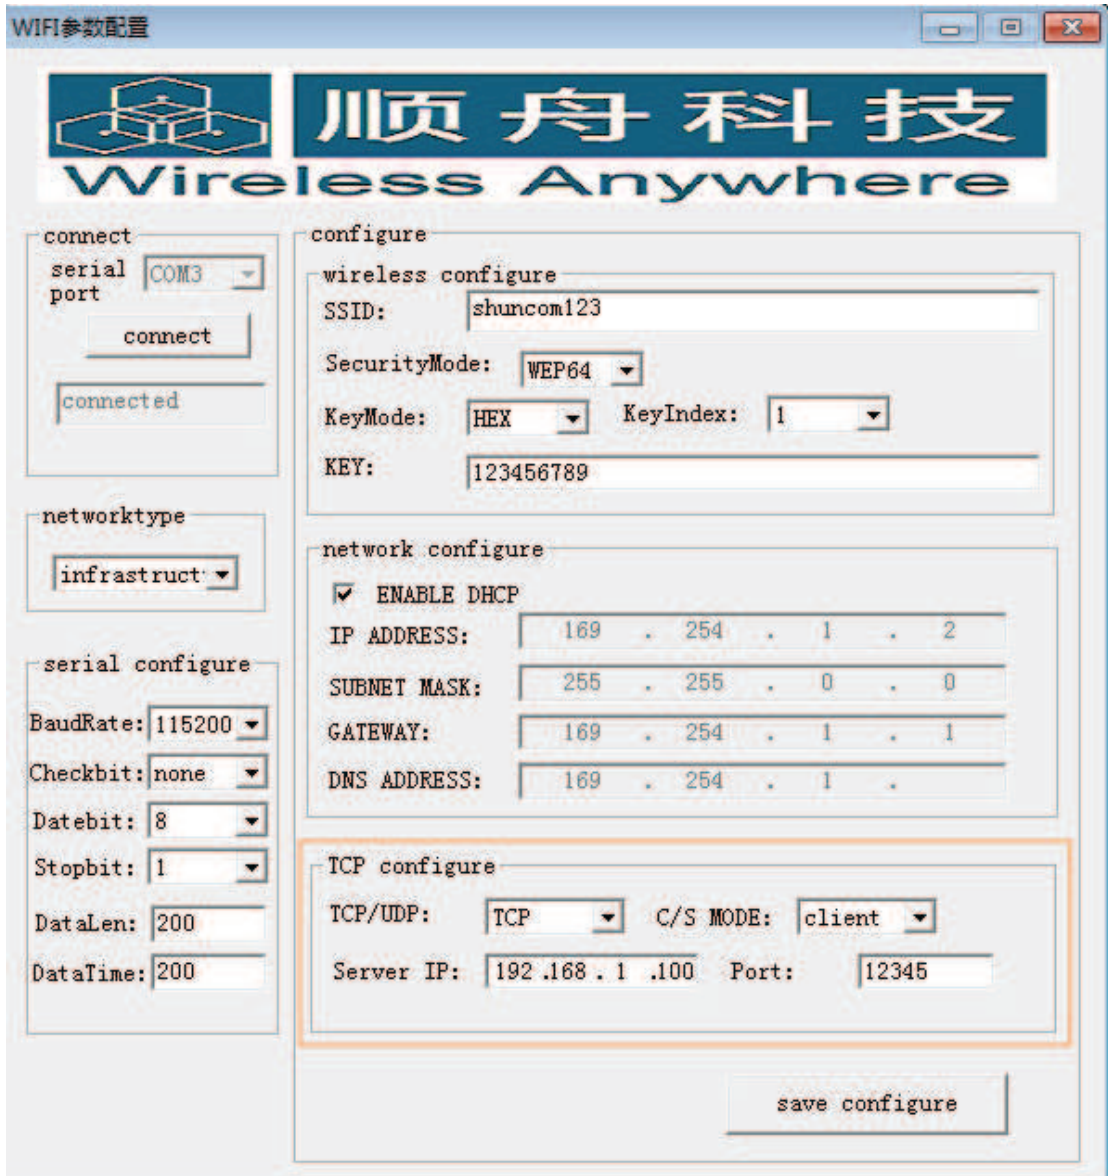 WIFI参数配置
顺舟科技
Wireless Anywhere
connect
serial port
COM3
connect
connected
networktype
infrastruct
serial configure
BaudRate: 115200
Checkbit: none
Datebit: 8
Stopbit: 1
DataLen: 200
DataTime: 200
configure
wireless configure
SSID: shuncom123
SecurityMode: WEP64
KeyMode: HEX KeyIndex: 1
KEY: 123456789
network configure
ENABLE DHCP
IP ADDRESS: 169 . 254 . 1 . 2
SUBNET MASK: 255 . 255 . 0 . 0
GATEWAY: 169 . 254 . 1 . 1
DNS ADDRESS: 169 . 254 . 1 .
TCP configure
TCP/UDP: TCP C/S MODE: client
Server IP: 192 .168 . 1 .100 Port: 12345
save configure